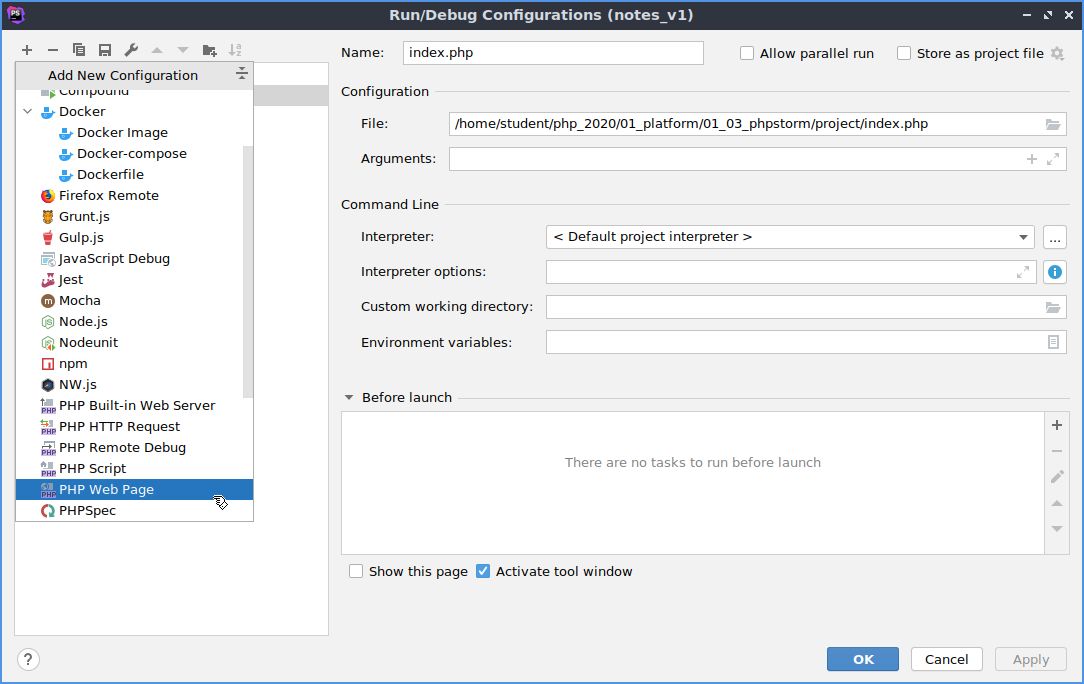 Run/Debug Configurations (notes_v1)
Add New Configuration
Compound
Docker
Docker Image
Docker-compose
Dockerfile
Firefox Remote
Grunt.js
Gulp.js
JavaScript Debug
Jest
Mocha
Node.js
Nodeunit
npm
NW.js
PHP Built-in Web Server
PHP HTTP Request
PHP Remote Debug
PHP Script
PHP Web Page
PHPSpec
Name: index.php Allow parallel run Store as project file
Configuration
File: /home/student/php_2020/01_platform/01_03_phpstorm/project/index.php
Arguments:
Command Line
Interpreter: < Default project interpreter > ...
Interpreter options:
Custom working directory:
Environment variables:
Before launch
There are no tasks to run before launch
Show this page Activate tool window
? OK Cancel Apply